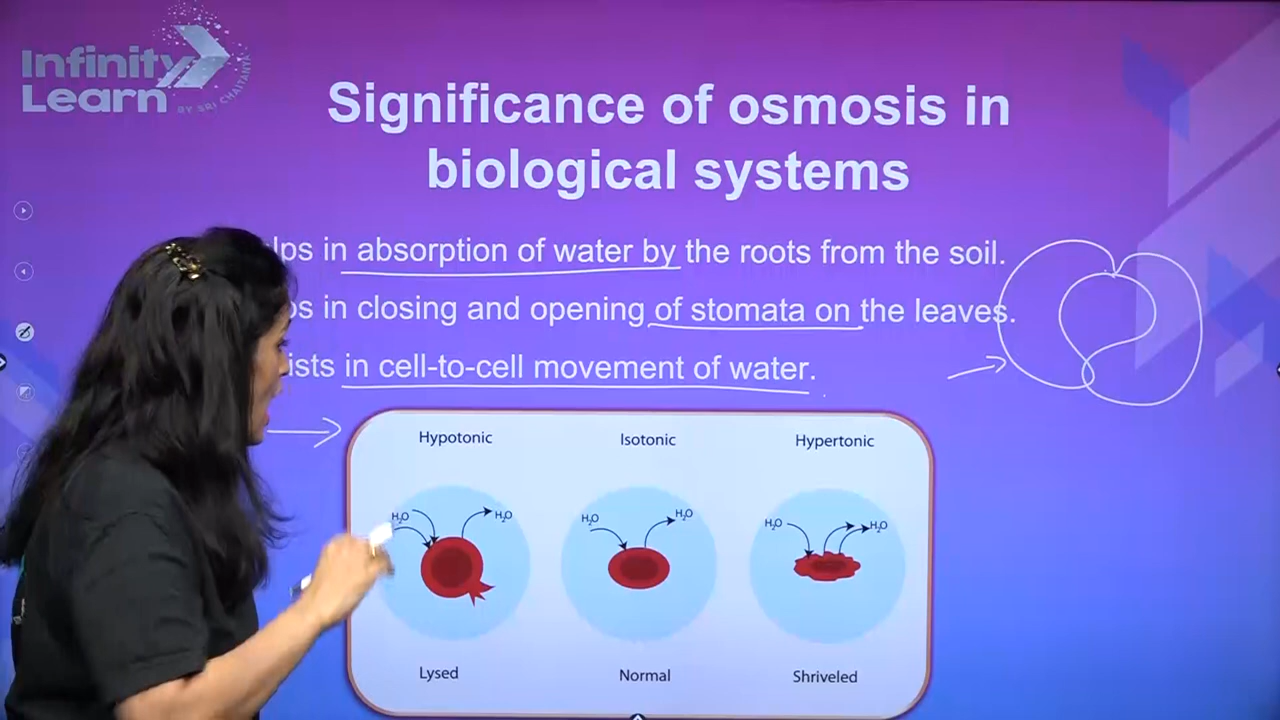 Infinity
Learn
BY SRI CHAITANYA
Significance of osmosis in
biological systems
in absorption of water by the roots from the soil.
in closing and opening of stomata on the leaves.
in cell-to-cell movement of water.
Hypotonic Isotonic Hypertonic
H₂O H₂O H₂O H₂O H₂O H₂O
Lysed Normal Shriveled